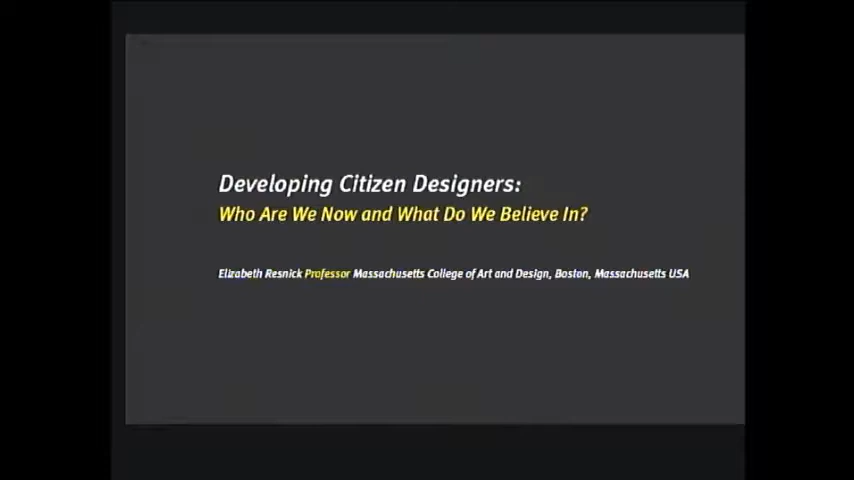 Developing Citizen Designers:
Who Are We Now and What Do We Believe In?
Elizabeth Resnick Professor Massachusetts College of Art and Design, Boston, Massachusetts USA